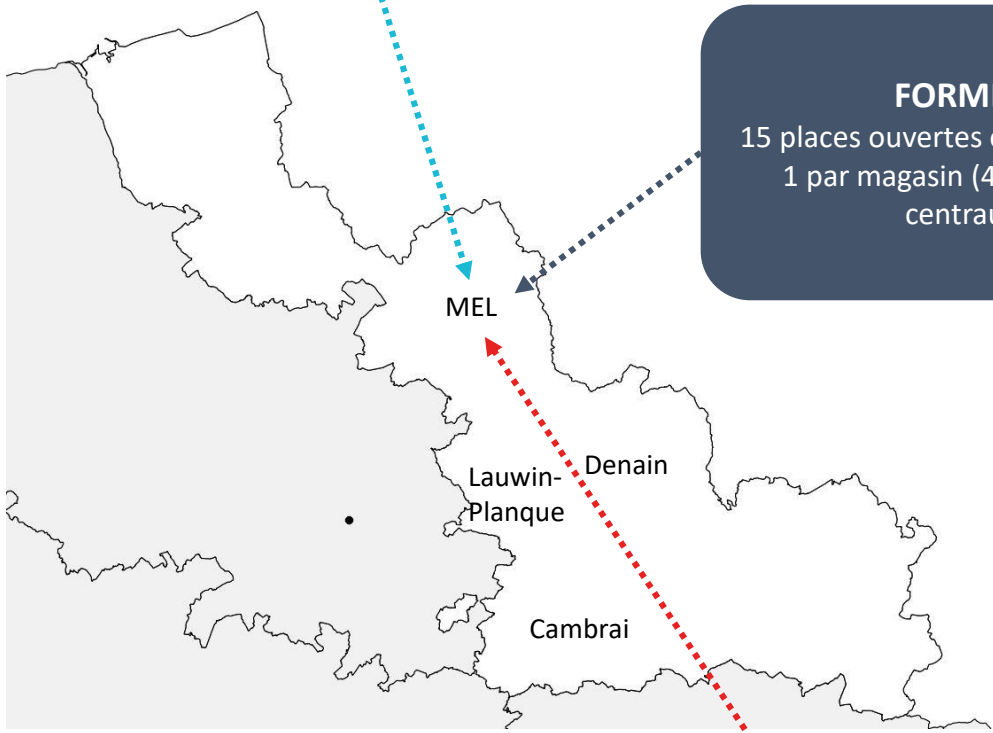 FORM
15 places ouvertes
1 par magasin (4
centrau
MEL
Denain
Lauwin-
Planque
Cambrai